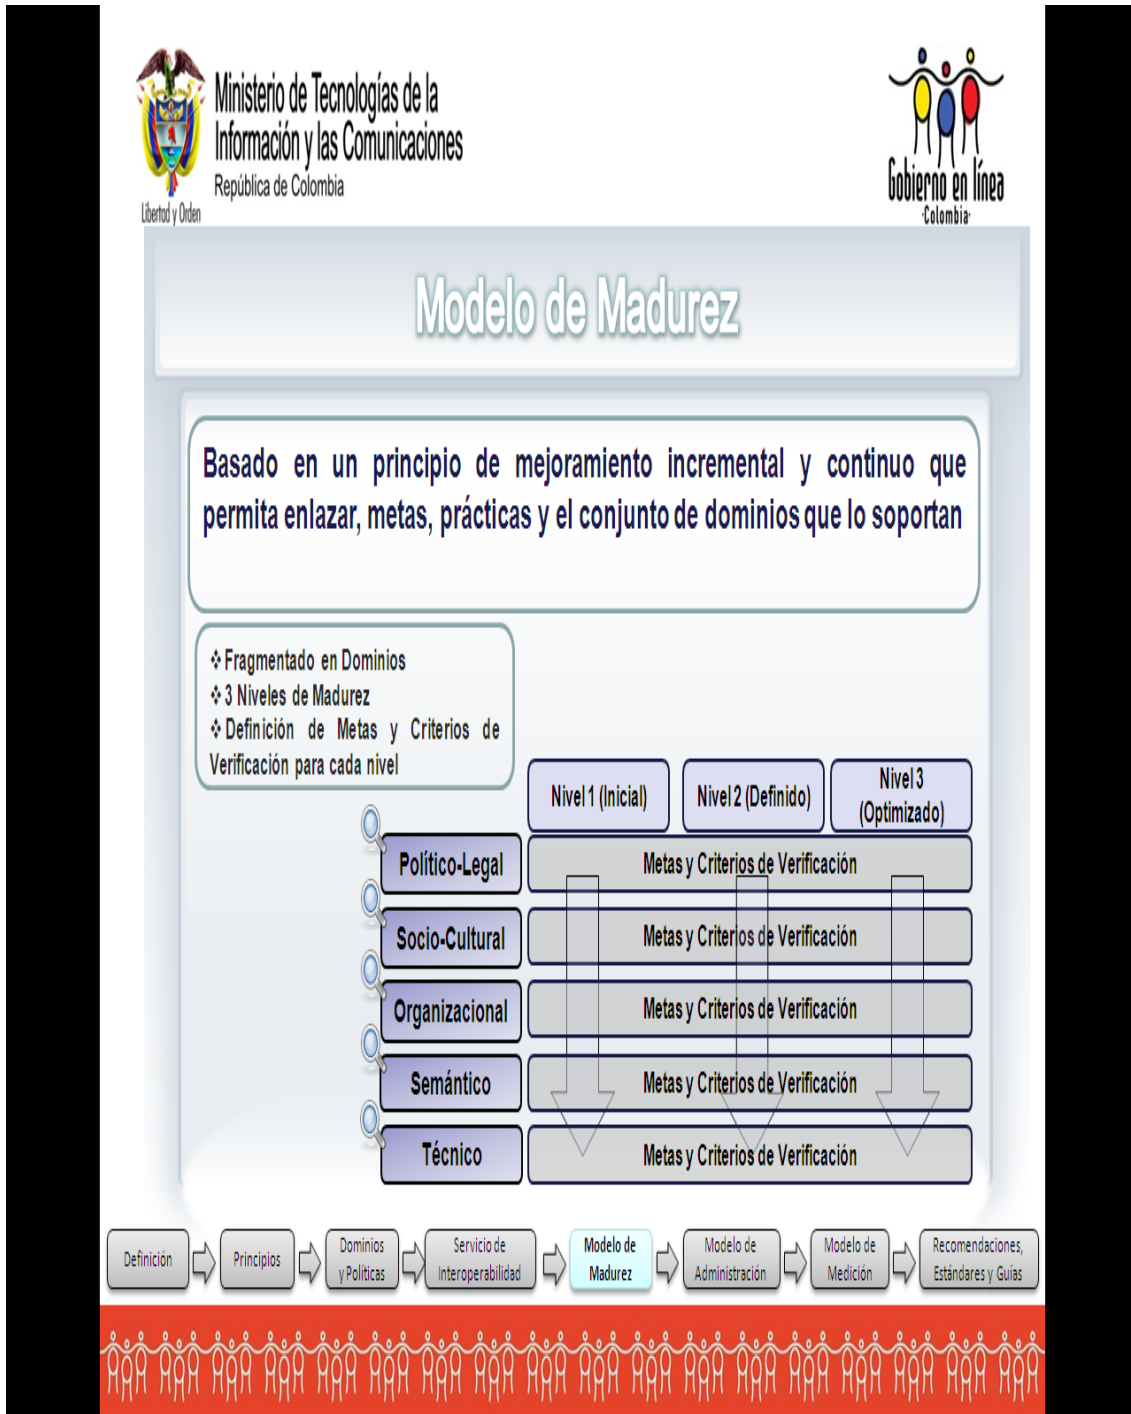 Ministerio de Tecnologías de la
Información y las Comunicaciones
República de Colombia
Libertad y Orden
Gobierno en línea
·Colombia·
Modelo de Madurez
Basado en un principio de mejoramiento incremental y continuo que
permita enlazar, metas, prácticas y el conjunto de dominios que lo soportan
❖ Fragmentado en Dominios
❖ 3 Niveles de Madurez
❖ Definición de Metas y Criterios de
Verificación para cada nivel
Nivel 1 (Inicial)
Nivel 2 (Definido)
Nivel 3
(Optimizado)
Político-Legal
Metas y Criterios de Verificación
Socio-Cultural
Metas y Criterios de Verificación
Organizacional
Metas y Criterios de Verificación
Semántico
Metas y Criterios de Verificación
Técnico
Metas y Criterios de Verificación
Definición
Principios
Dominios
y Políticas
Servicio de
Interoperabilidad
Modelo de
Madurez
Modelo de
Administración
Modelo de
Medición
Recomendaciones,
Estándares y Guías